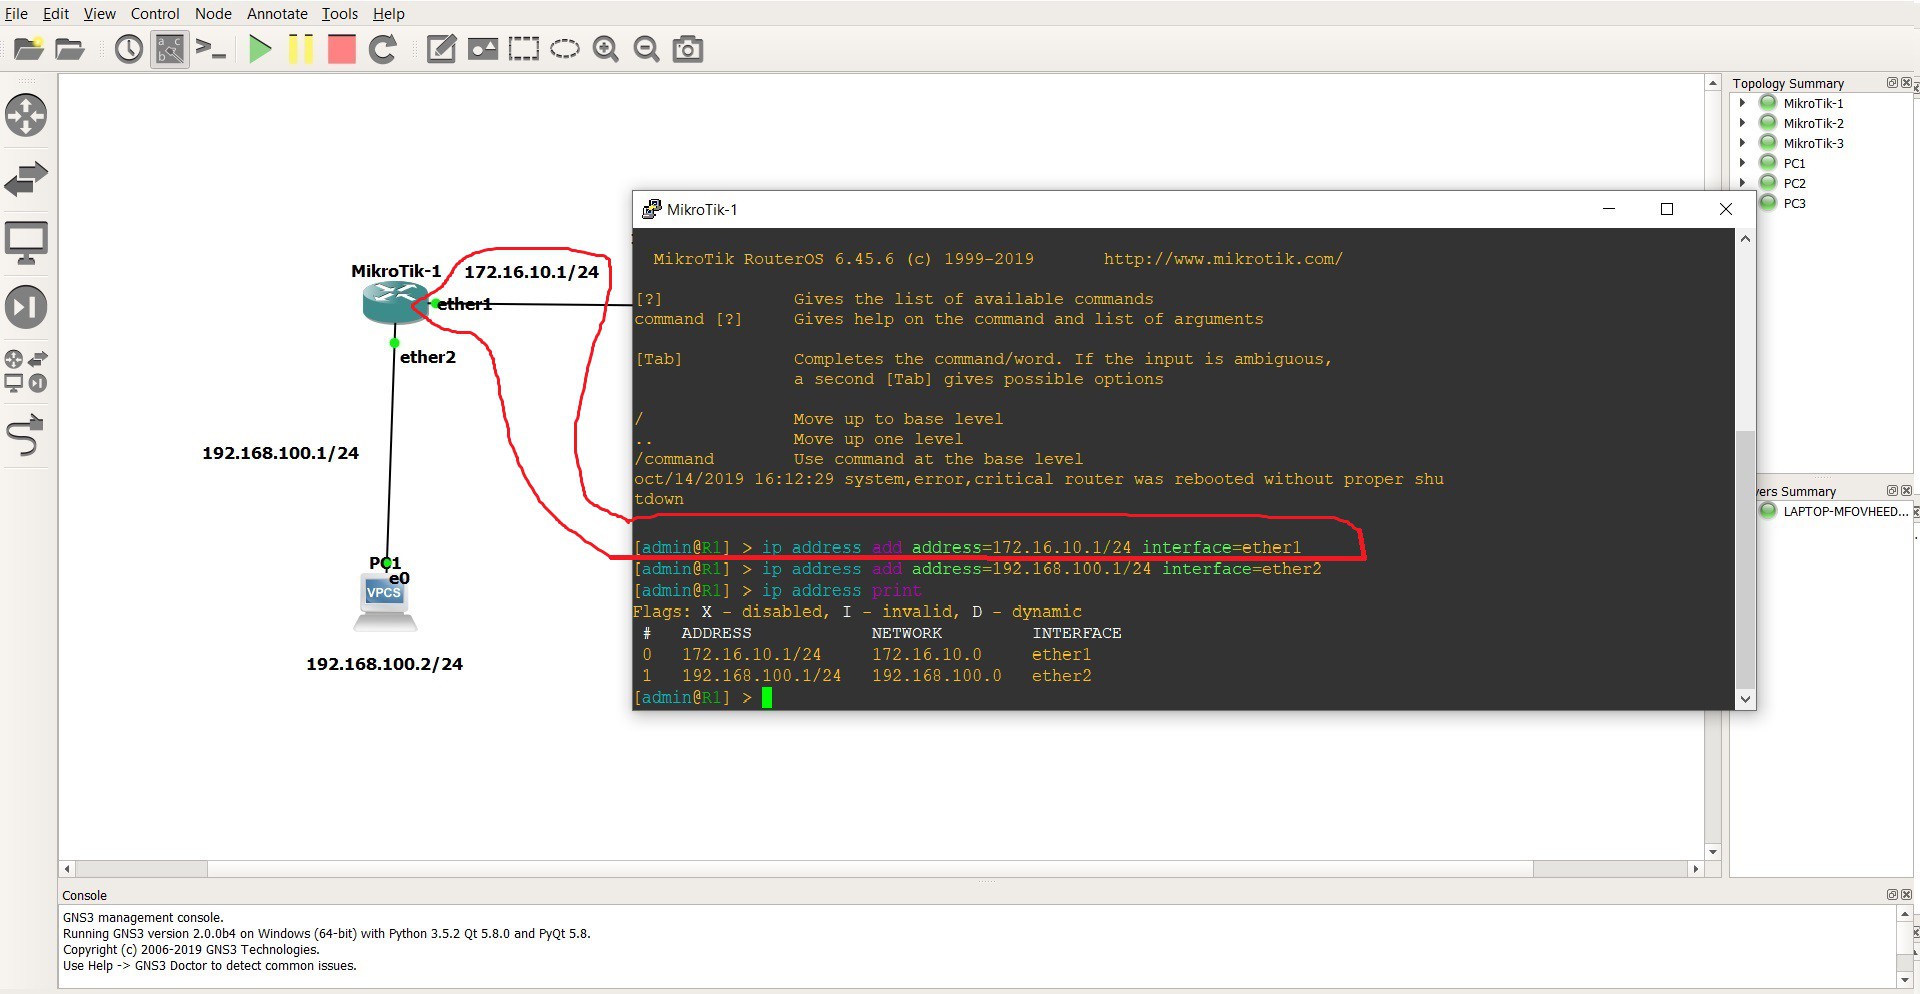 File Edit View Control Node Annotate Tools Help
Topology Summary
MikroTik-1
MikroTik-2
MikroTik-3
PC1
PC2
PC3
MikroTik-1
172.16.10.1/24
ether1
ether2
192.168.100.1/24
PC1
e0
VPCS
192.168.100.2/24
MikroTik-1
MikroTik RouterOS 6.45.6 (c) 1999-2019 http://www.mikrotik.com/
[?] Gives the list of available commands
command [?] Gives help on the command and list of arguments
[Tab] Completes the command/word. If the input is ambiguous,
a second [Tab] gives possible options
/ Move up to base level
.. Move up one level
/command Use command at the base level
oct/14/2019 16:12:29 system,error,critical router was rebooted without proper shu
tdown
[admin@R1] > ip address add address=172.16.10.1/24 interface=ether1
[admin@R1] > ip address add address=192.168.100.1/24 interface=ether2
[admin@R1] > ip address print
Flags: X - disabled, I - invalid, D - dynamic
# ADDRESS NETWORK INTERFACE
0 172.16.10.1/24 172.16.10.0 ether1
1 192.168.100.1/24 192.168.100.0 ether2
[admin@R1] >
vers Summary
LAPTOP-MFOVHEED...
Console
GNS3 management console.
Running GNS3 version 2.0.0b4 on Windows (64-bit) with Python 3.5.2 Qt 5.8.0 and PyQt 5.8.
Copyright (c) 2006-2019 GNS3 Technologies.
Use Help -> GNS3 Doctor to detect common issues.